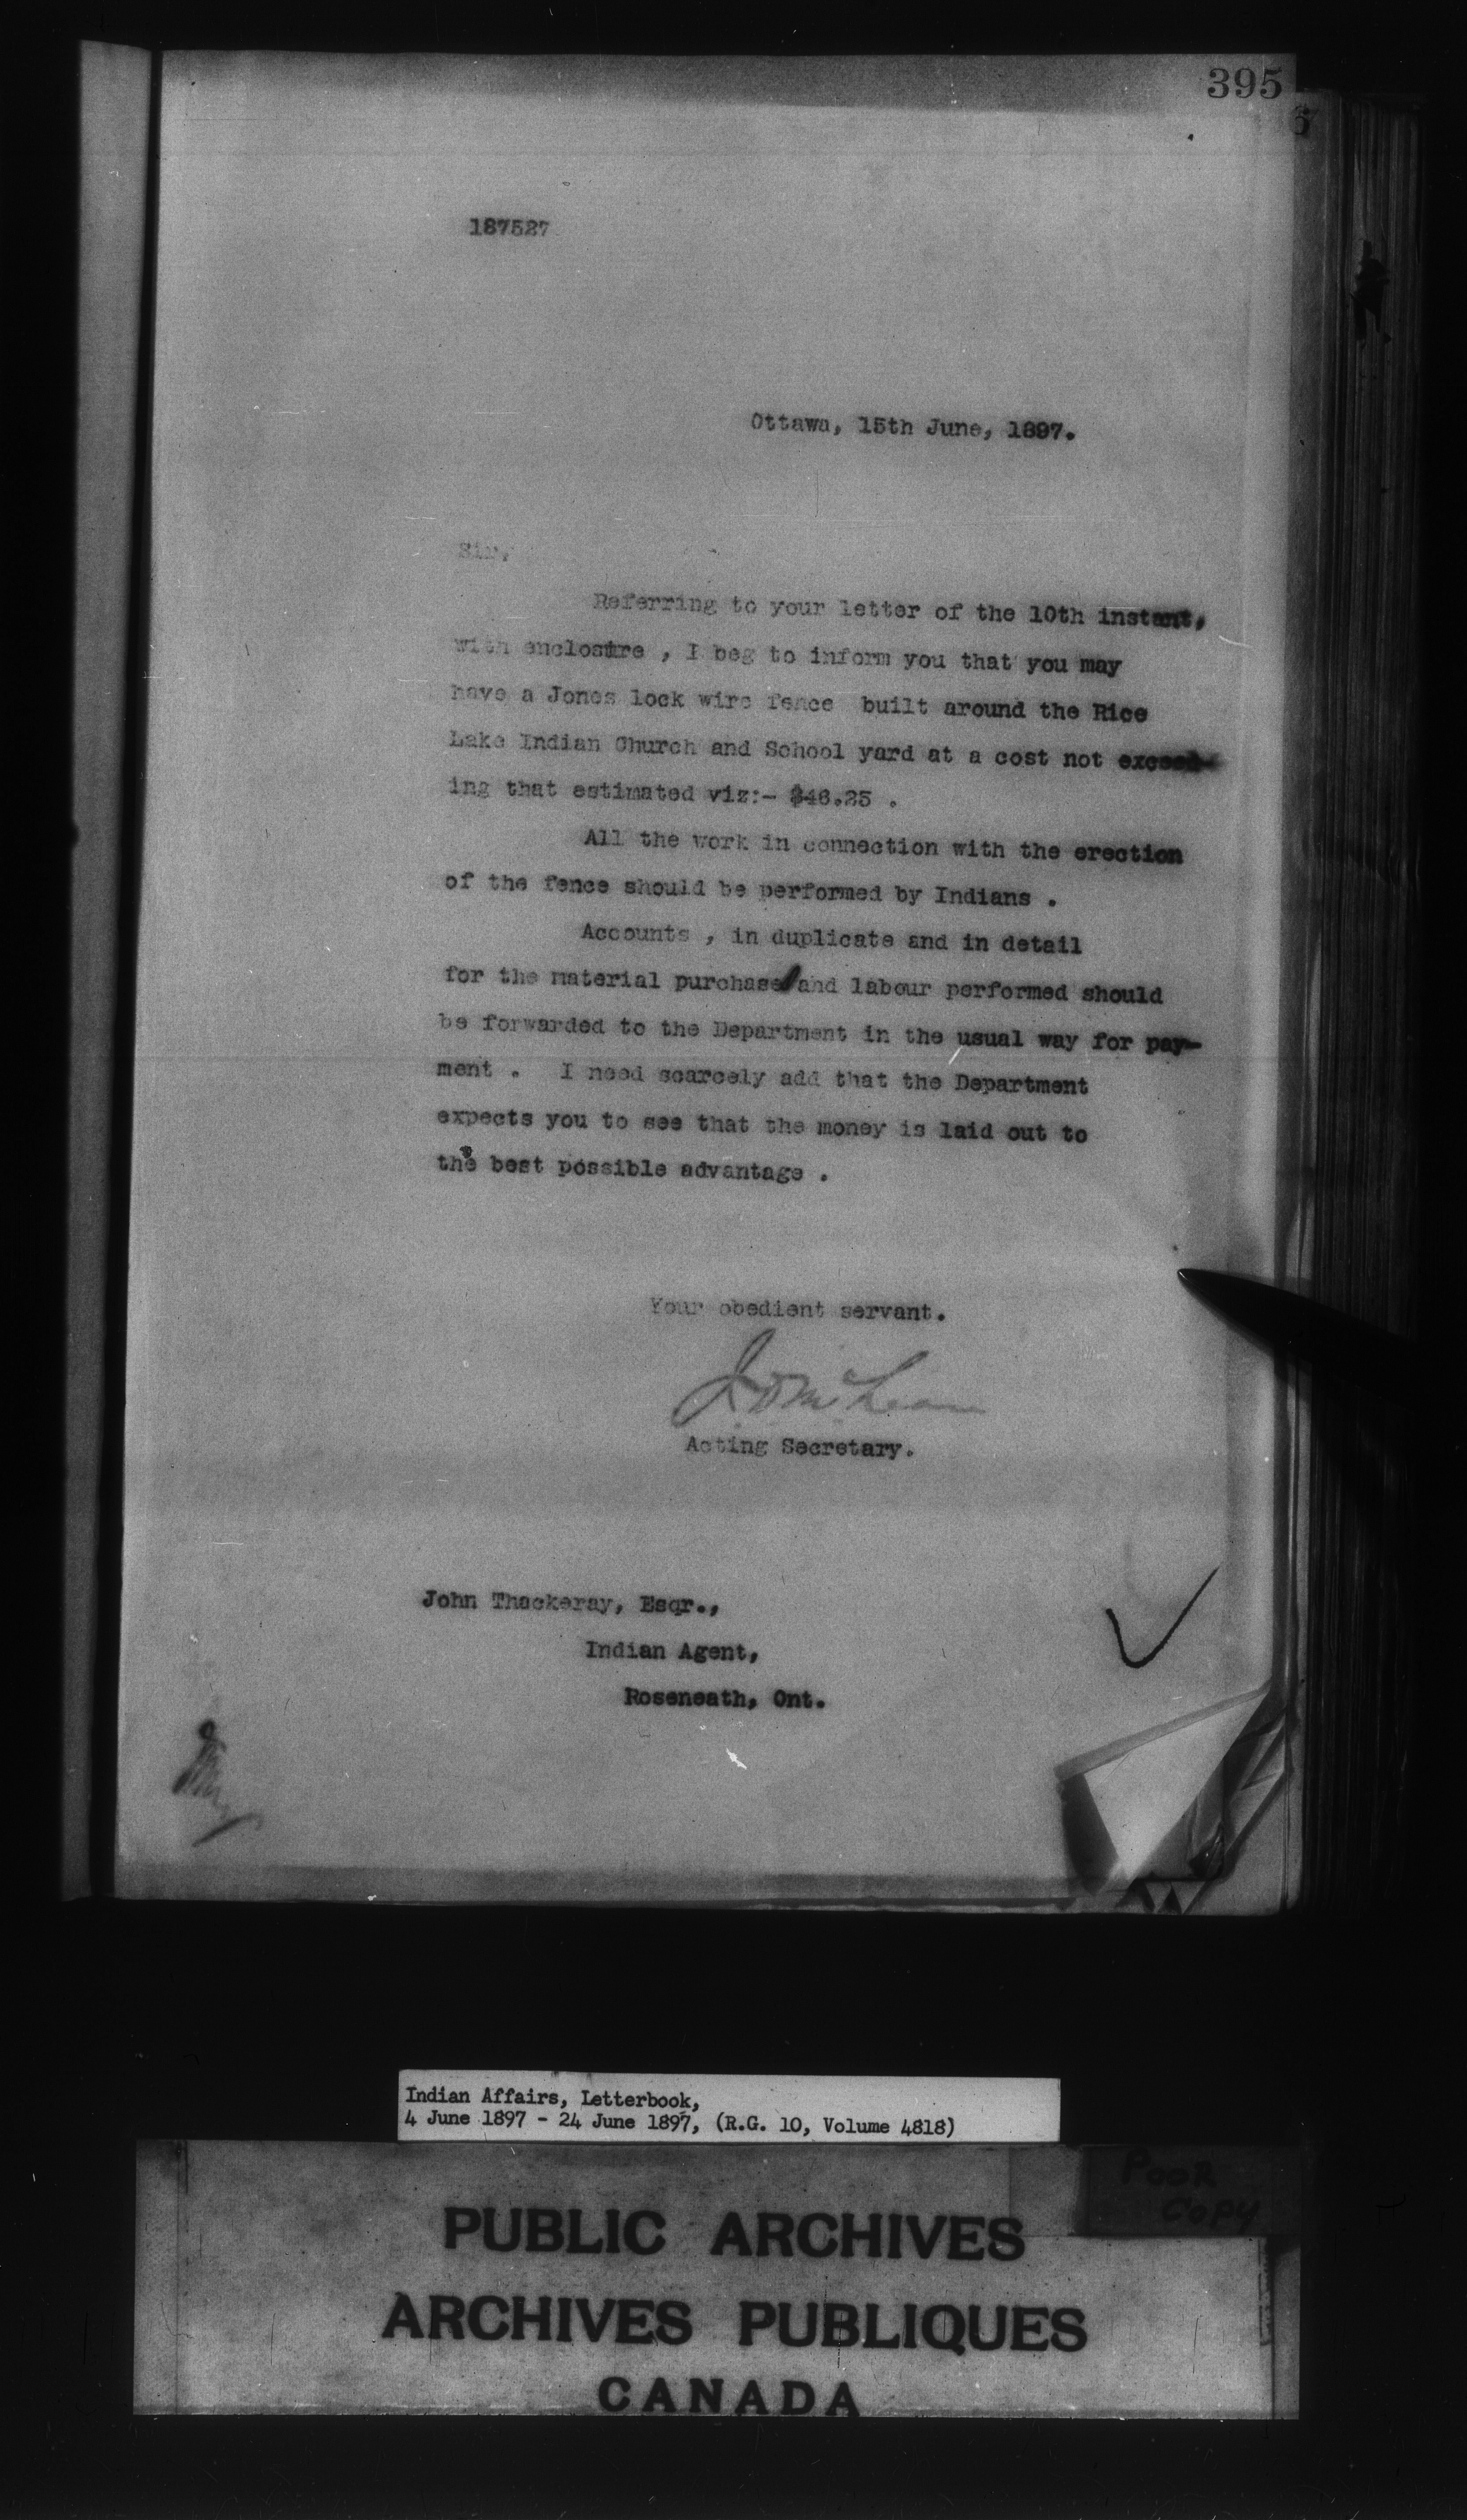 395
6
187527
Ottawa, 15th June, 1897.
Sir,
Referring to your letter of the 10th instant,
with enclosure , I beg to inform you that you may
have a Jones lock wire fence built around the Rice
Lake Indian Church and School yard at a cost not exceed-
ing that estimated viz:- $46.25 .
All the work in connection with the erection
of the fence should be performed by Indians .
Accounts , in duplicate and in detail
for the material purchased and labour performed should
be forwarded to the Department in the usual way for pay-
ment . I need scarcely add that the Department
expects you to see that the money is laid out to
the best possible advantage .
Your obedient servant.
J D McLean
Acting Secretary.
John Thackeray, Esqr.,
Indian Agent,
Roseneath, Ont.
Indian Affairs, Letterbook,
4 June 1897 - 24 June 1897, (R.G. 10, Volume 4818)
POOR
COPY
PUBLIC ARCHIVES
ARCHIVES PUBLIQUES
CANADA